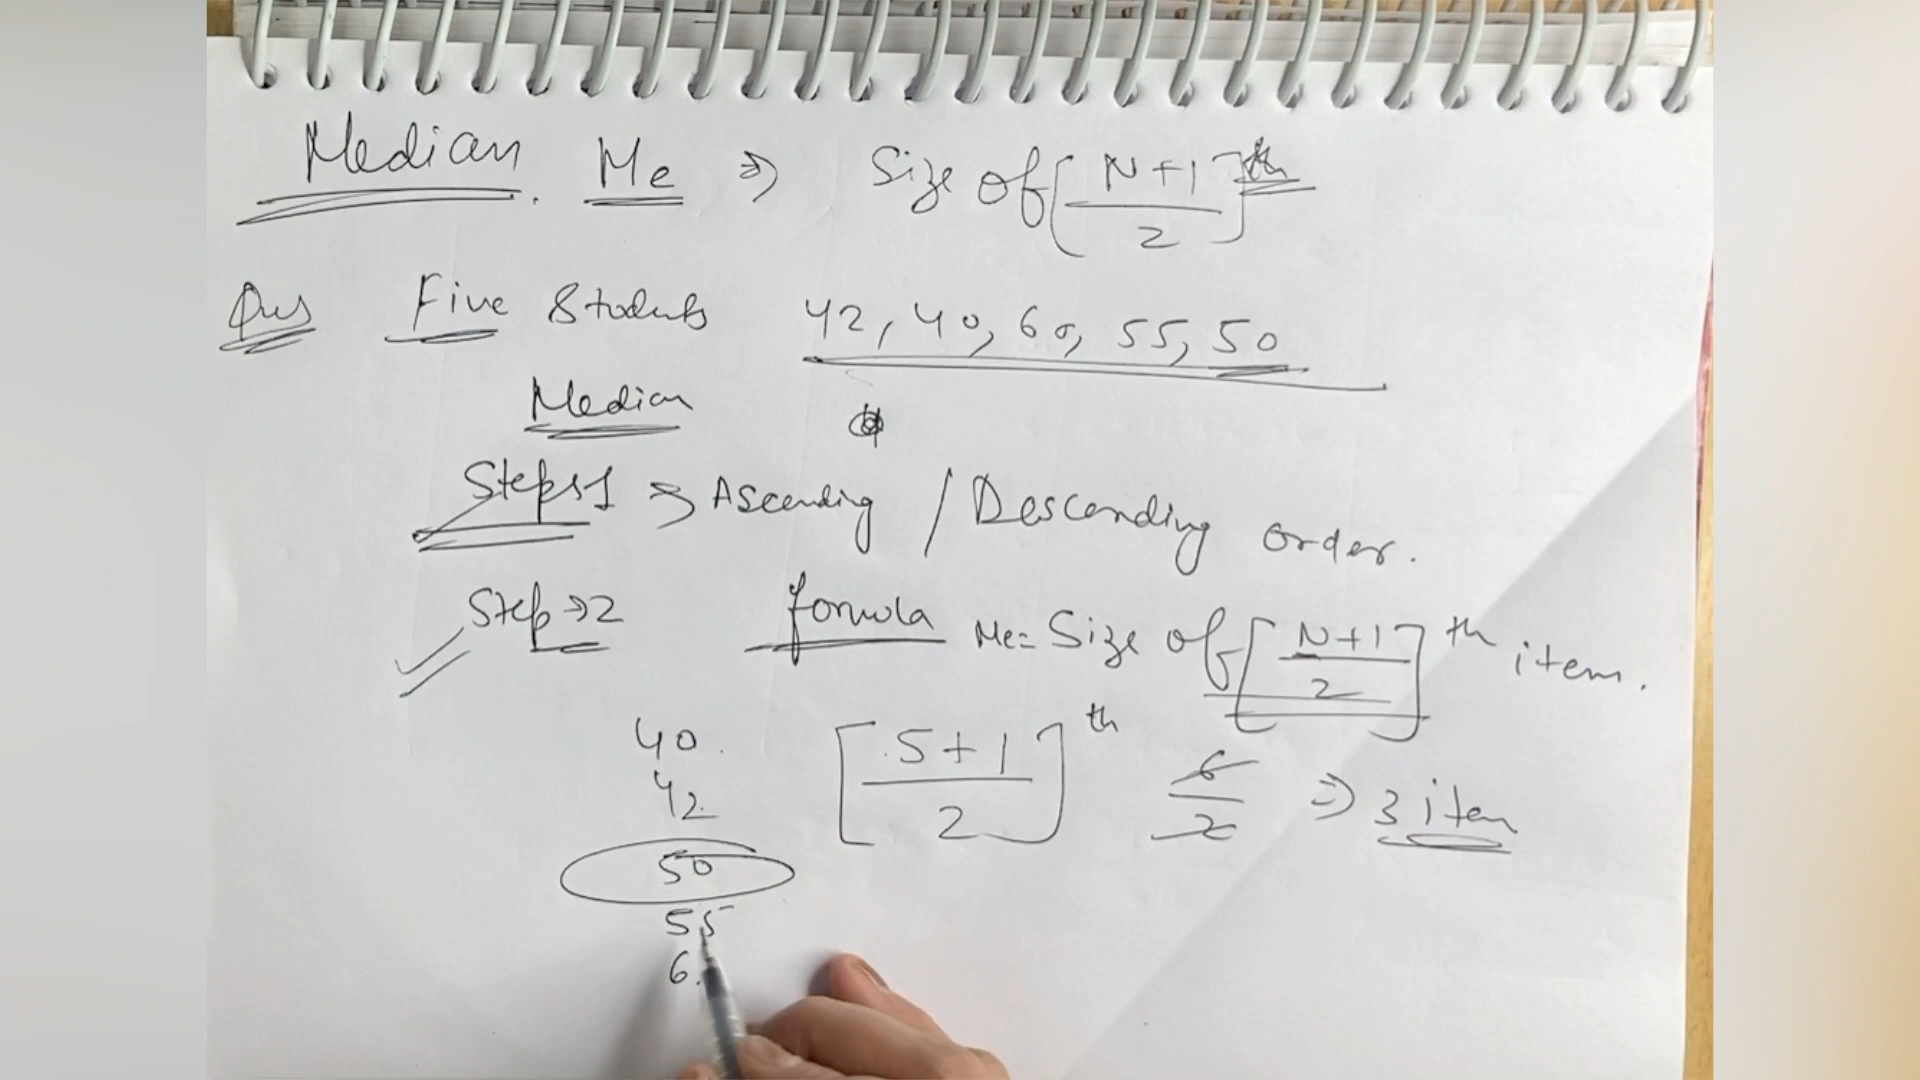 Median. Me ⇒ Size of [N+1/2]th
Qus Five Students 42, 40, 60, 55, 50
Median
Steps1 ⇒ Ascending / Descending order.
Step ⇒ 2 formula Me = Size of [N+1/2]th item.
40. [5+1/2]th 6/2 ⇒ 3 item
42
50
55
6